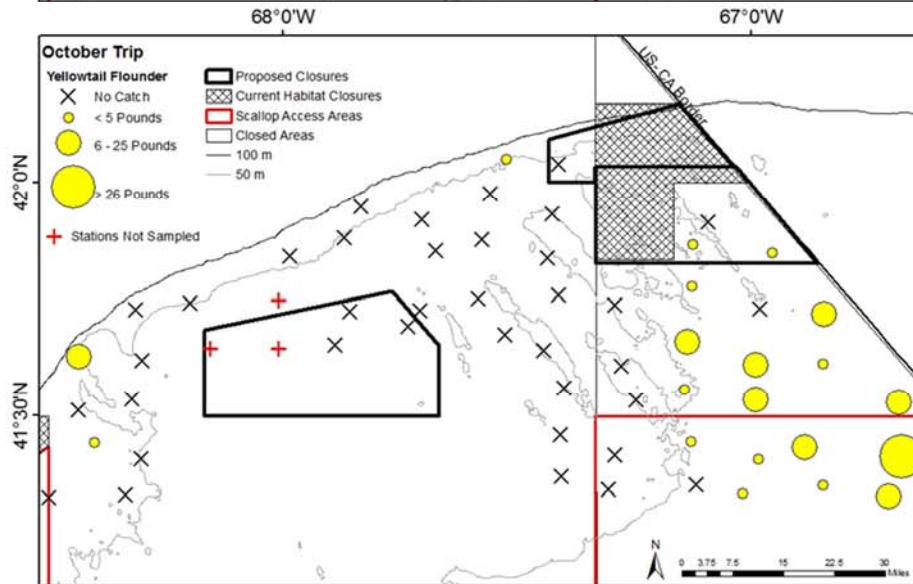 68°0'W
67°0'W
October Trip
Yellowtail Flounder
No Catch
< 5 Pounds
6 - 25 Pounds
> 26 Pounds
Stations Not Sampled
Proposed Closures
Current Habitat Closures
Scallop Access Areas
Closed Areas
100 m
50 m
US- CA Border
42°0'N
41°30'N
N
0 3.75 7.5 15 22.5 30
Miles